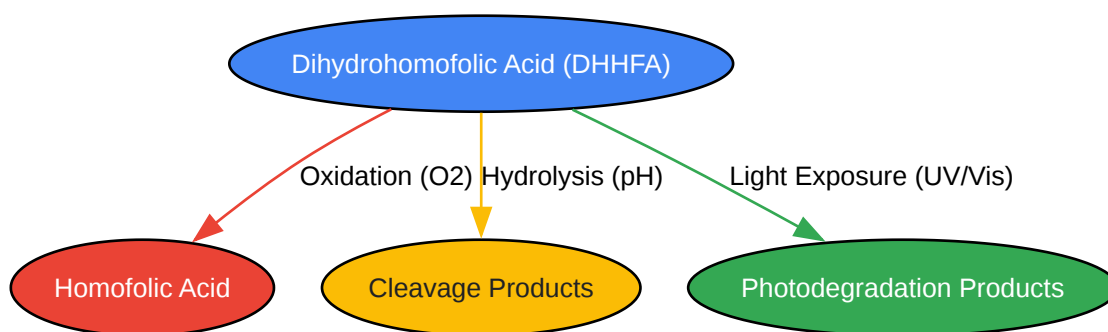 Dihydrohomofolic Acid (DHHFA)
Oxidation (O2)
Hydrolysis (pH)
Light Exposure (UV/Vis)
Homofolic Acid
Cleavage Products
Photodegradation Products